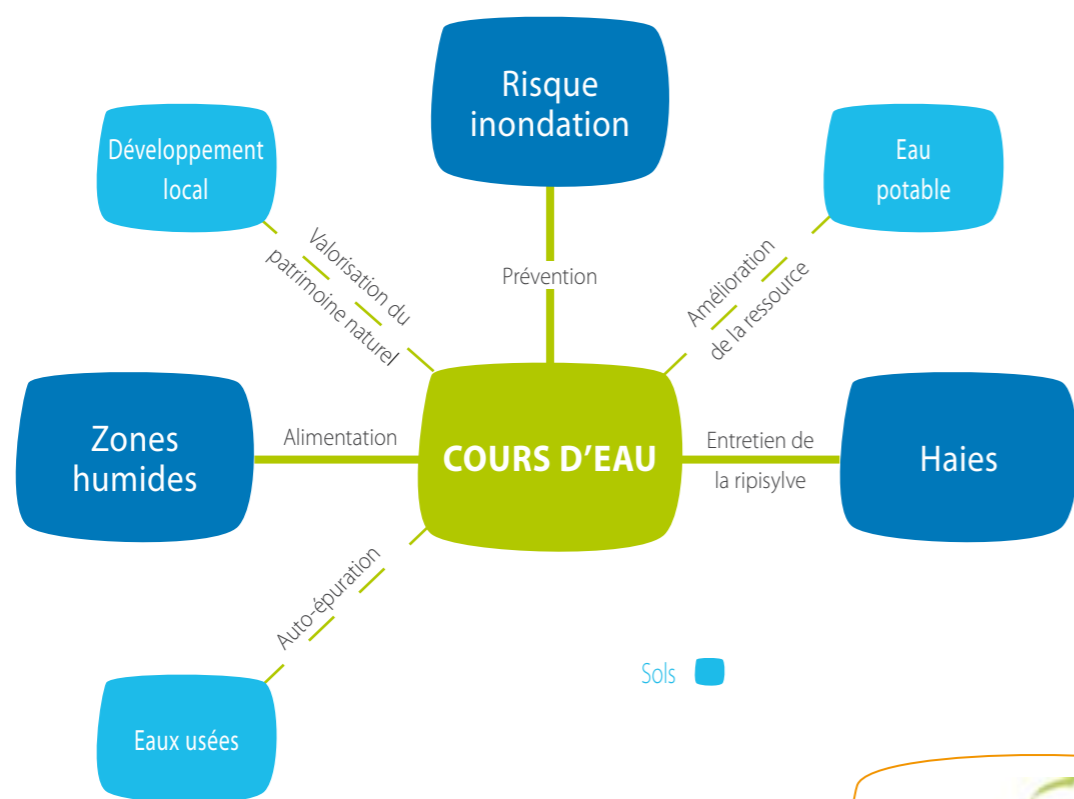 Risque
inondation
Développement
local
Eau
potable
Valorisation du
patrimoine naturel
Prévention
Amélioration
de la ressource
Zones
humides
Alimentation
COURS D'EAU
Entretien de
la ripisylve
Haies
Auto-épuration
Sols
Eaux usées